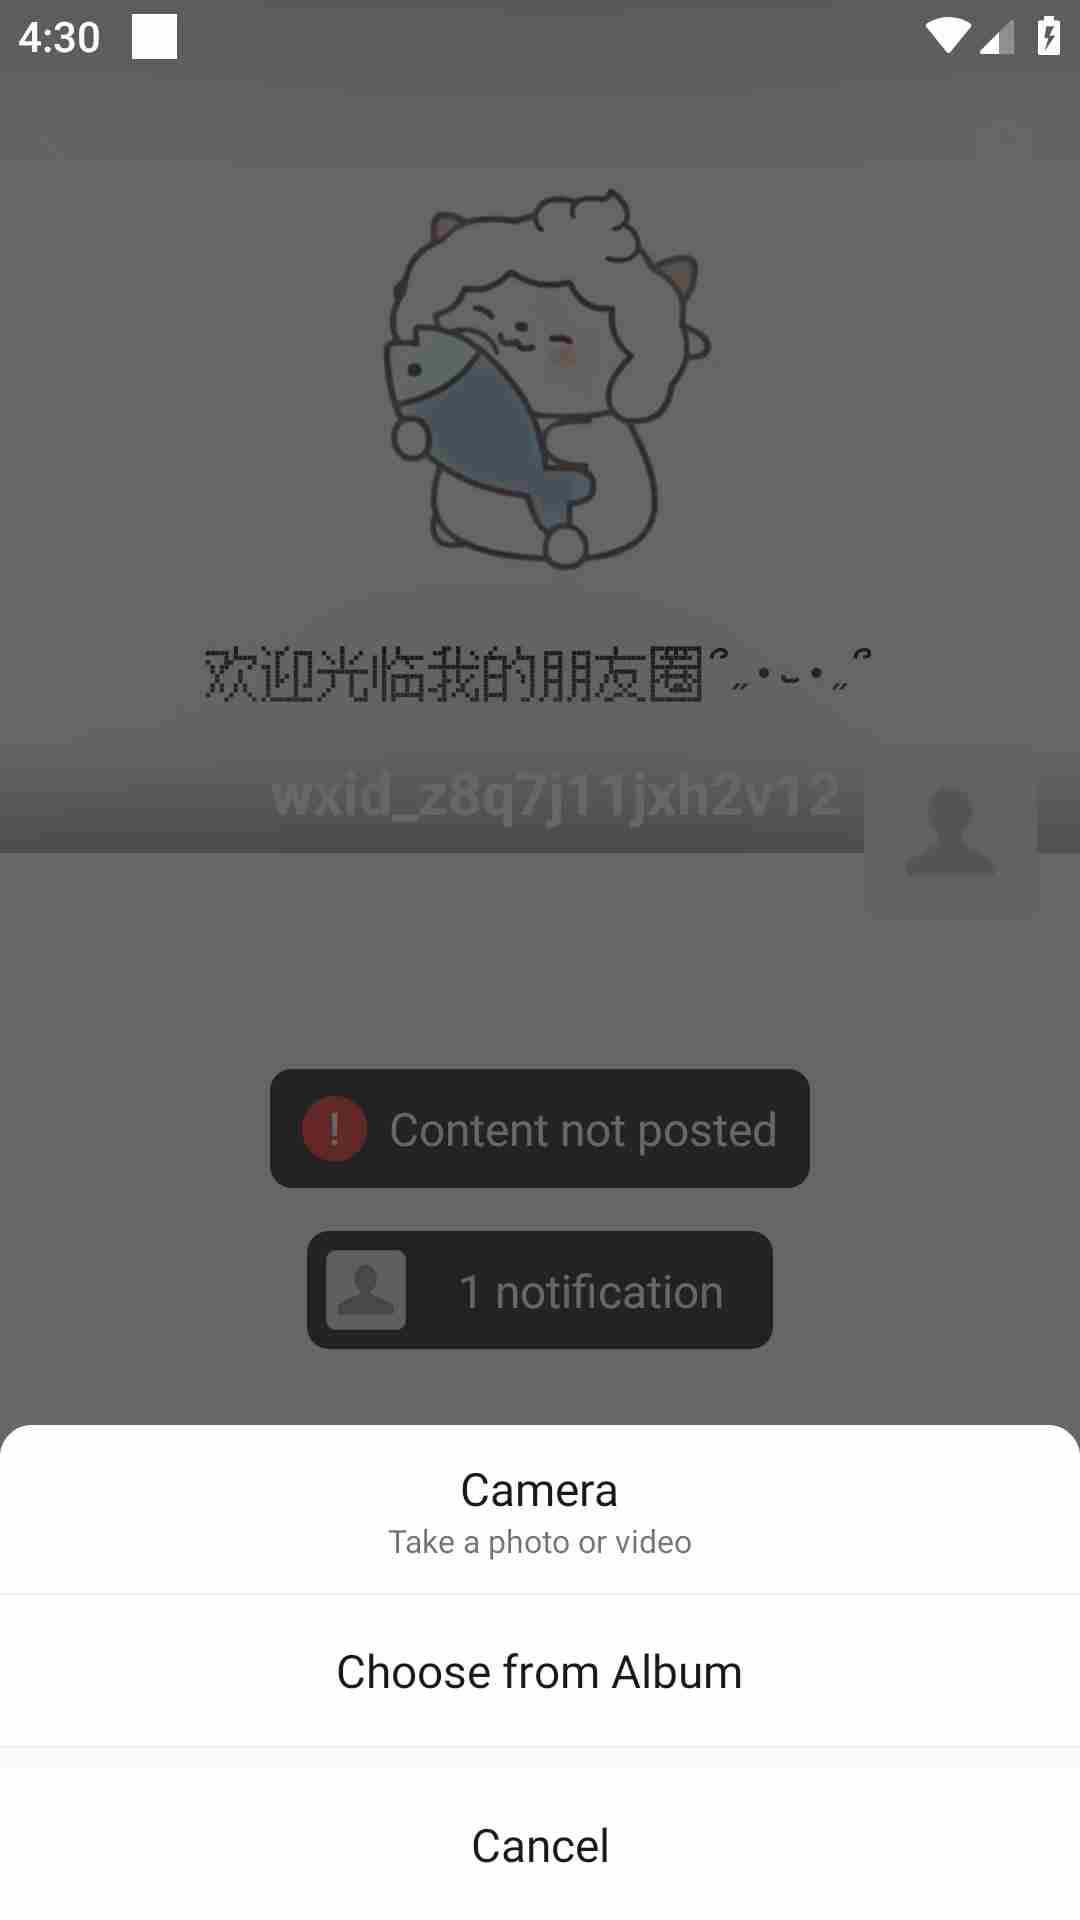 4:30
欢迎光临我的朋友圈՞˶･֊･˶՞
wxid_z8q7j11jxh2v12
! Content not posted
1 notification
Camera
Take a photo or video
Choose from Album
Cancel